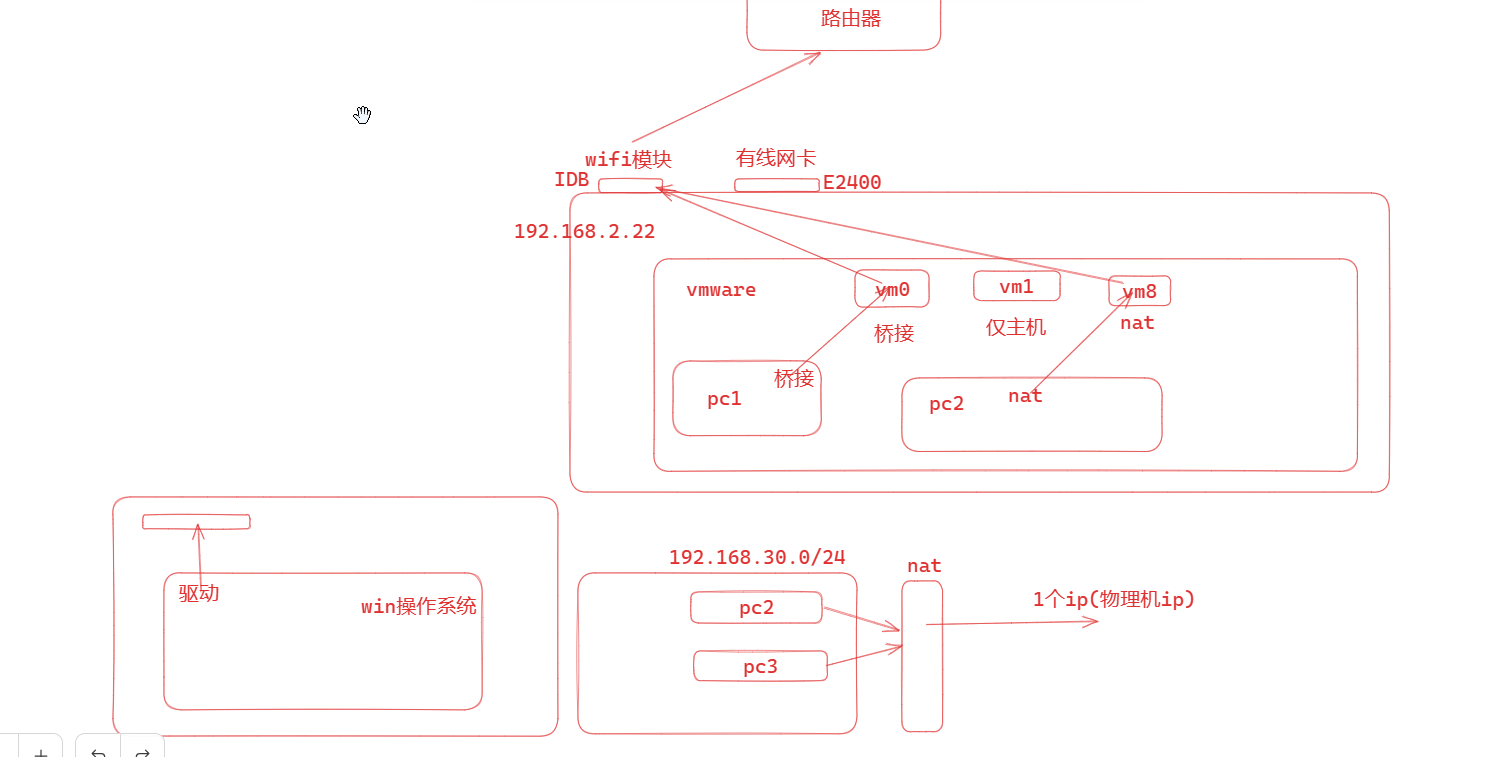 路由器
wifi模块
有线网卡
IDB
E2400
192.168.2.22
vmware
vm0
vm1
vm8
桥接
仅主机
nat
桥接
pc1
pc2
nat
192.168.30.0/24
nat
驱动
win操作系统
pc2
1个ip(物理机ip)
pc3